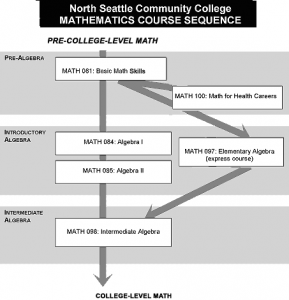 North Seattle Community College
MATHEMATICS COURSE SEQUENCE
PRE-COLLEGE-LEVEL MATH
PRE-ALGEBRA
MATH 081: Basic Math Skills
MATH 100: Math for Health Careers
INTRODUCTORY
ALGEBRA
MATH 084: Algebra I
MATH 085: Algebra II
MATH 097: Elementary Algebra
(express course)
INTERMEDIATE
ALGEBRA
MATH 098: Intermediate Algebra
COLLEGE-LEVEL MATH